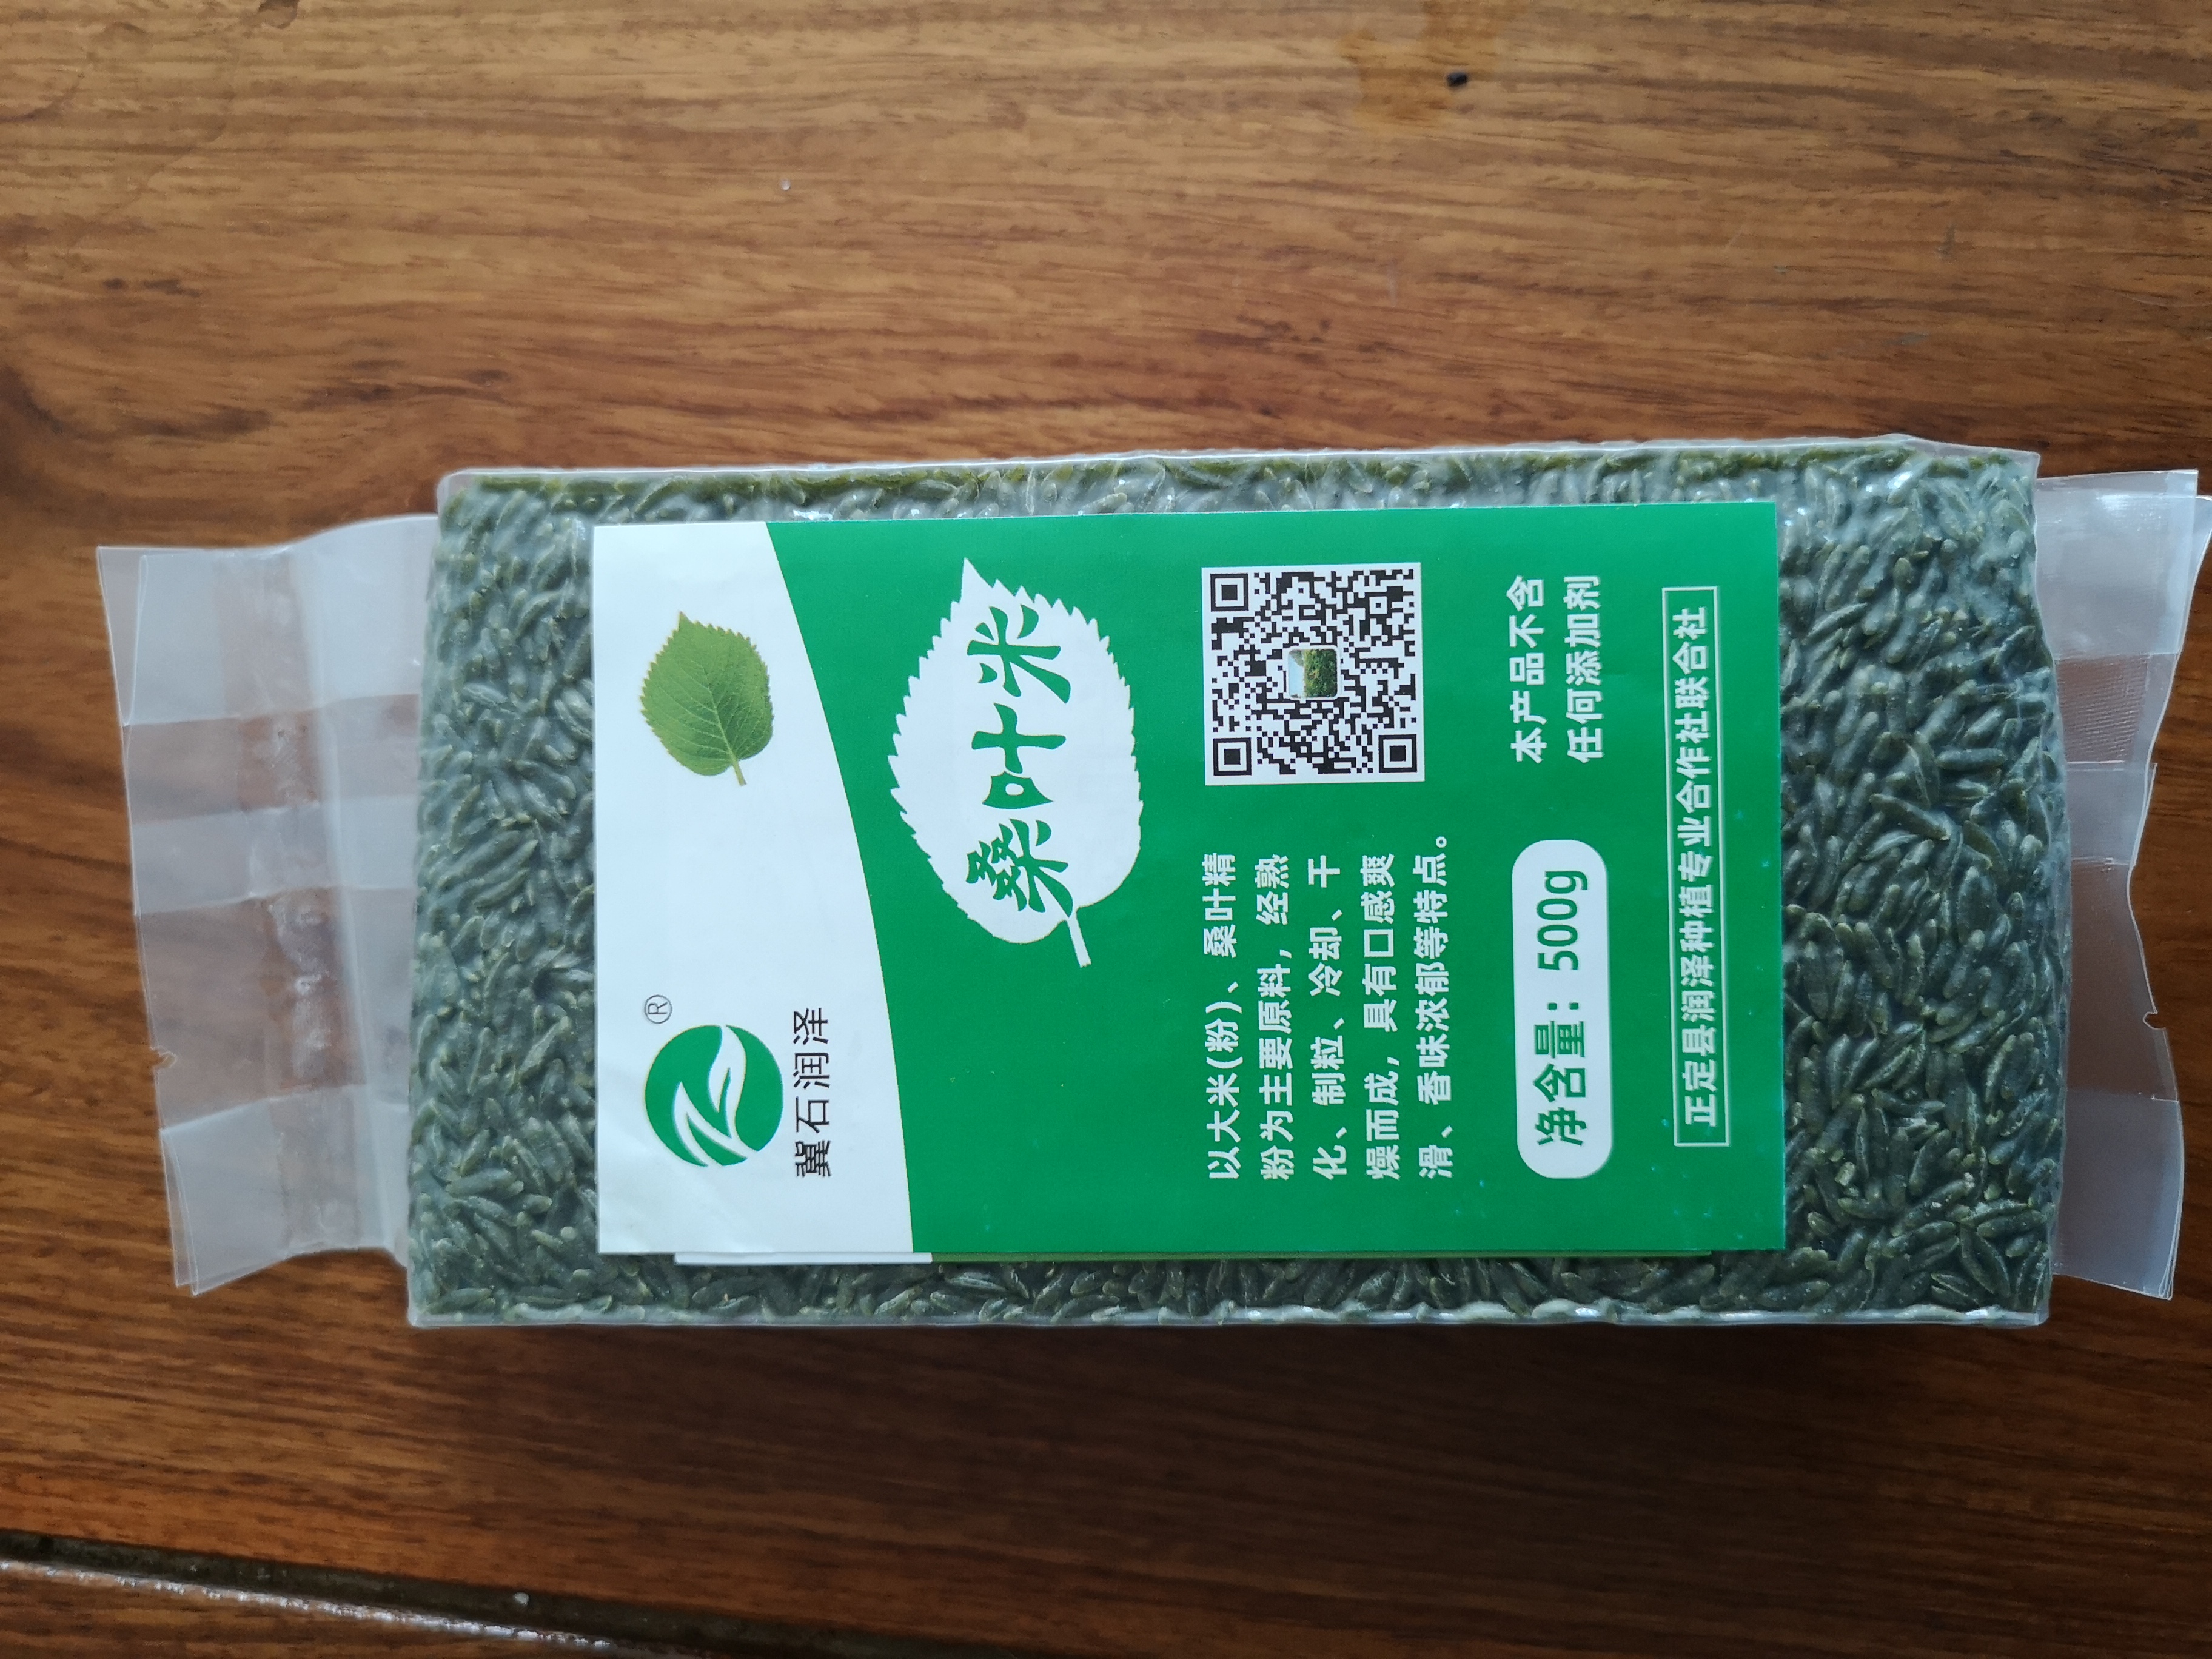 ®
冀石润泽
桑叶米
以大米(粉)、桑叶精
粉为主要原料，经熟
化、制粒、冷却、干
燥而成，具有口感爽
滑、香味浓郁等特点。
净含量：500g
本产品不含
任何添加剂
正定县润泽种植专业合作社联合社